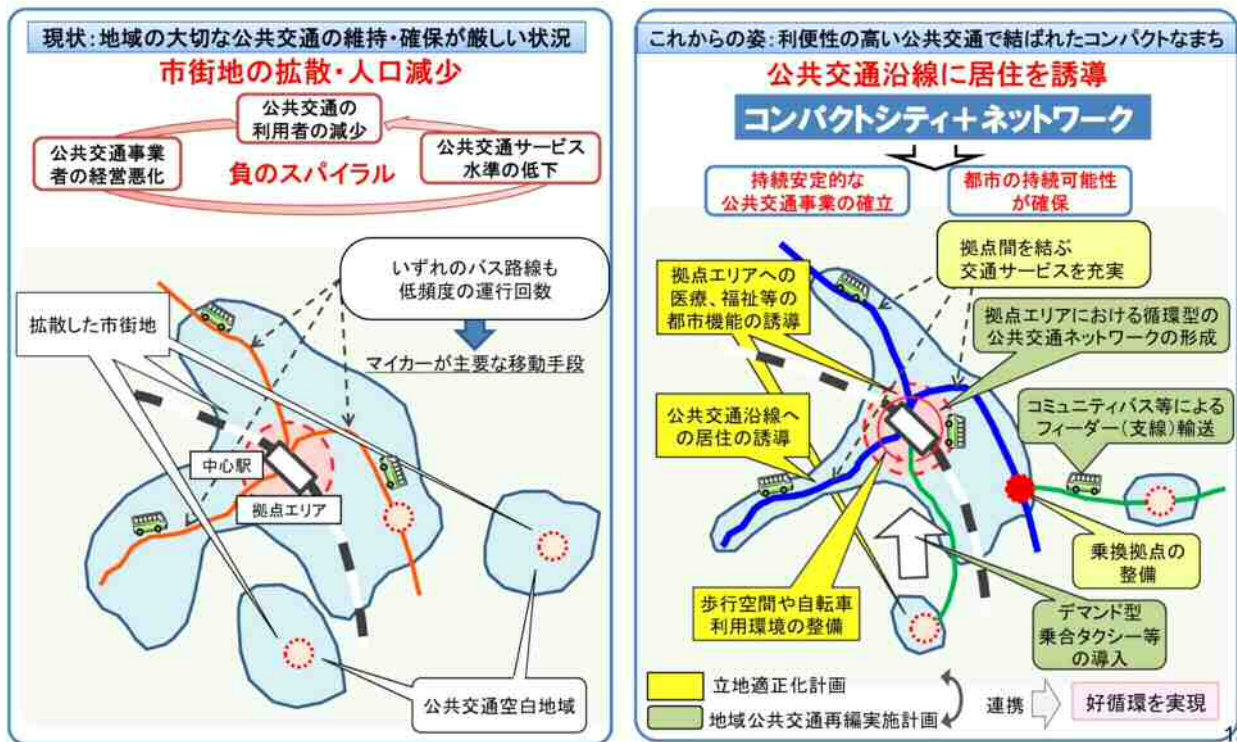 現状：地域の大切な公共交通の維持・確保が厳しい状況
市街地の拡散・人口減少
公共交通の
利用者の減少
公共交通事業
者の経営悪化
負のスパイラル
公共交通サービス
水準の低下
いずれのバス路線も
低頻度の運行回数
拡散した市街地
マイカーが主要な移動手段
中心駅
拠点エリア
公共交通空白地域
これからの姿：利便性の高い公共交通で結ばれたコンパクトなまち
公共交通沿線に居住を誘導
コンパクトシティ＋ネットワーク
持続安定的な
公共交通事業の確立
都市の持続可能性
が確保
拠点エリアへの
医療、福祉等の
都市機能の誘導
拠点間を結ぶ
交通サービスを充実
拠点エリアにおける循環型の
公共交通ネットワークの形成
公共交通沿線へ
の居住の誘導
コミュニティバス等による
フィーダー（支線）輸送
乗換拠点の
整備
歩行空間や自転車
利用環境の整備
デマンド型
乗合タクシー等
の導入
立地適正化計画
地域公共交通再編実施計画
連携
好循環を実現
1